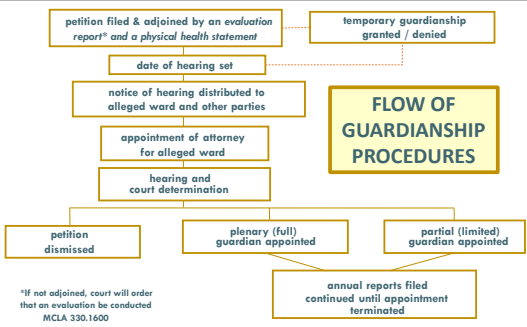 petition filed & adjoined by an evaluation
report* and a physical health statement
temporary guardianship
granted / denied
date of hearing set
notice of hearing distributed to
alleged ward and other parties
FLOW OF
GUARDIANSHIP
PROCEDURES
appointment of attorney
for alleged ward
hearing and
court determination
petition
dismissed
plenary (full)
guardian appointed
partial (limited)
guardian appointed
annual reports filed
continued until appointment
terminated
*If not adjoined, court will order
that an evaluation be conducted
MCLA 330.1600